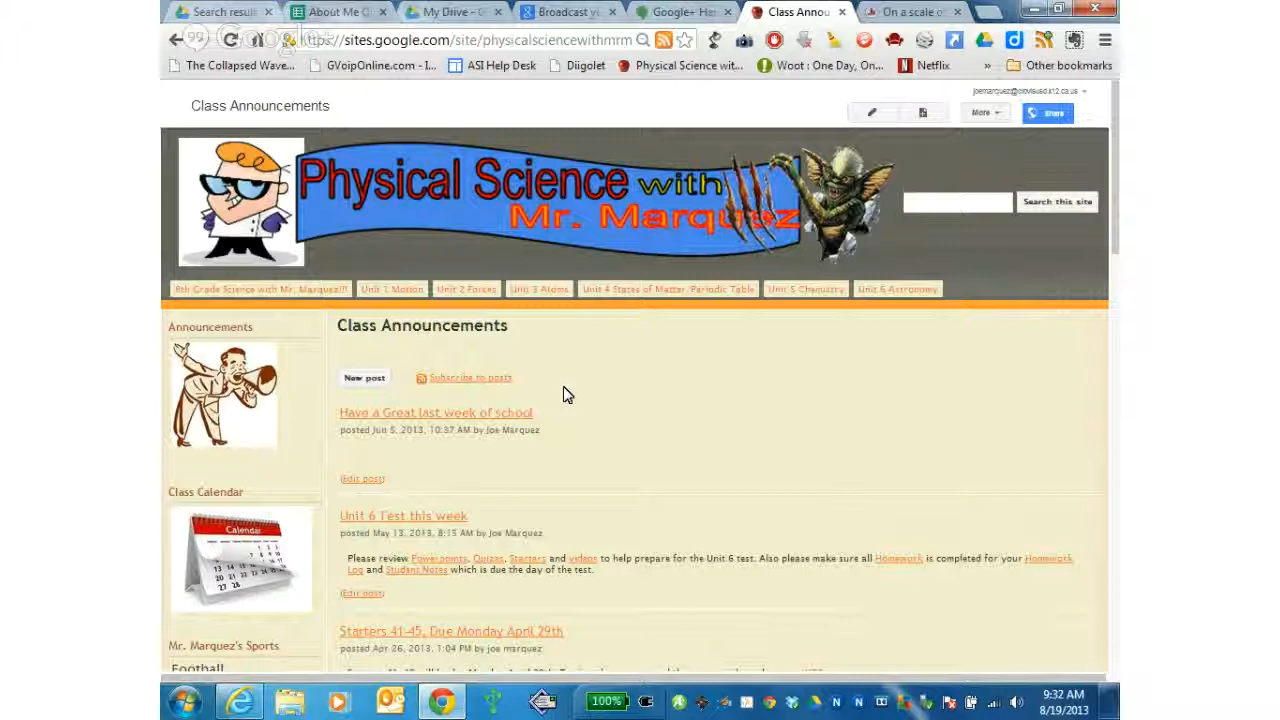 Search result
About Me
My Drive -
Broadcast yo
Google+ Ha
Class Annou
On a scale o
https://sites.google.com/site/physicalsciencewithmrm
The Collapsed Wave...
GVoipOnline.com - I...
ASI Help Desk
Diigolet
Physical Science wit...
Woot : One Day, On...
Netflix
»
Other bookmarks
Class Announcements
More
Share
Physical Science with
Mr. Marquez
Search this site
8th Grade Science with Mr. Marquez!!!
Unit 1 Motion
Unit 2 Forces
Unit 3 Atoms
Unit 4 States of Matter/Periodic Table
Unit 5 Chemistry
Unit 6 Astronomy
Announcements
Class Announcements
New post
Subscribe to posts
Have a Great last week of school
posted Jun 5, 2013, 10:37 AM by Joe Marquez
[Edit post]
Class Calendar
Calendar
Unit 6 Test this week
posted May 13, 2013, 8:15 AM by Joe Marquez
Please review Powerpoints, Quizzes, Starters and videos to help prepare for the Unit 6 test. Also please make sure all Homework is completed for your Homework
Log and Student Notes which is due the day of the test.
[Edit post]
Starters 41-45, Due Monday April 29th
posted Apr 26, 2013, 1:04 PM by joe marquez
Mr. Marquez's Sports
Football
100%
9:32 AM
8/19/2013